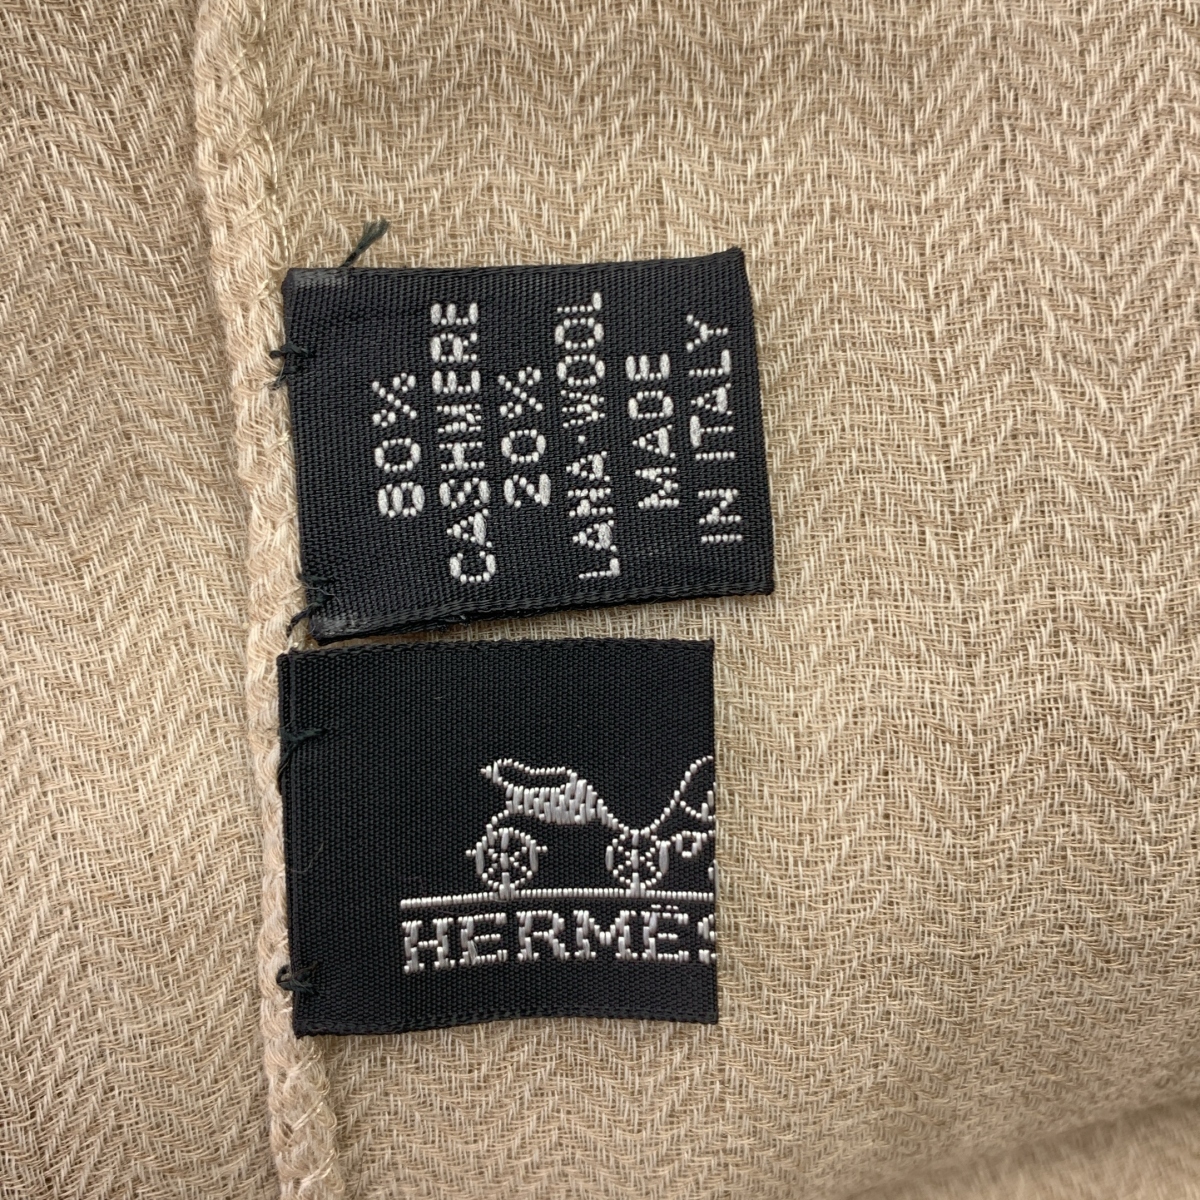 80%
CASHMERE
20%
LANA-WOOL
MADE
IN ITALY
HERMÈS